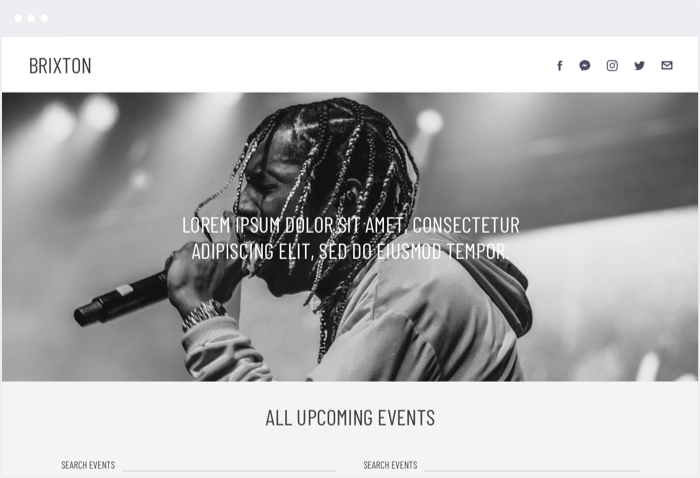 BRIXTON
LOREM IPSUM DOLOR SIT AMET, CONSECTETUR
ADIPISCING ELIT, SED DO EIUSMOD TEMPOR.
ALL UPCOMING EVENTS
SEARCH EVENTS
SEARCH EVENTS